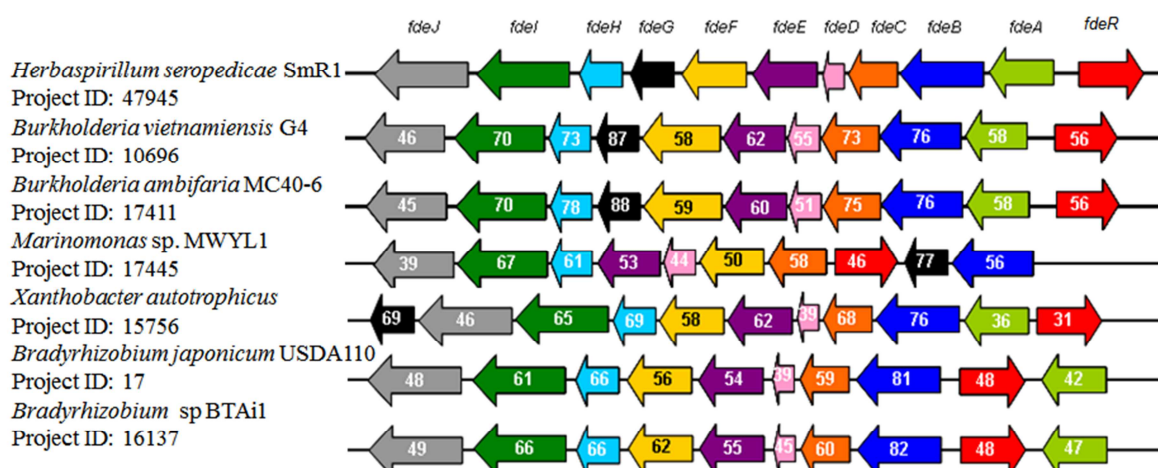 fdeJ fdeI fdeH fdeG fdeF fdeE fdeD fdeC fdeB fdeA fdeR
Herbaspirillum seropedicae SmR1
Project ID: 47945
Burkholderia vietnamiensis G4
46 70 73 87 58 62 55 73 76 58 56
Project ID: 10696
Burkholderia ambifaria MC40-6
45 70 78 88 59 60 51 75 76 58 56
Project ID: 17411
Marinomonas sp. MWYL1
39 67 61 53 44 50 58 46 77 56
Project ID: 17445
Xanthobacter autotrophicus
69 46 65 69 58 62 39 68 76 36 31
Project ID: 15756
Bradyrhizobium japonicum USDA110
48 61 66 56 54 39 59 81 48 42
Project ID: 17
Bradyrhizobium sp BTAi1
Project ID: 16137
49 66 66 62 55 45 60 82 48 47